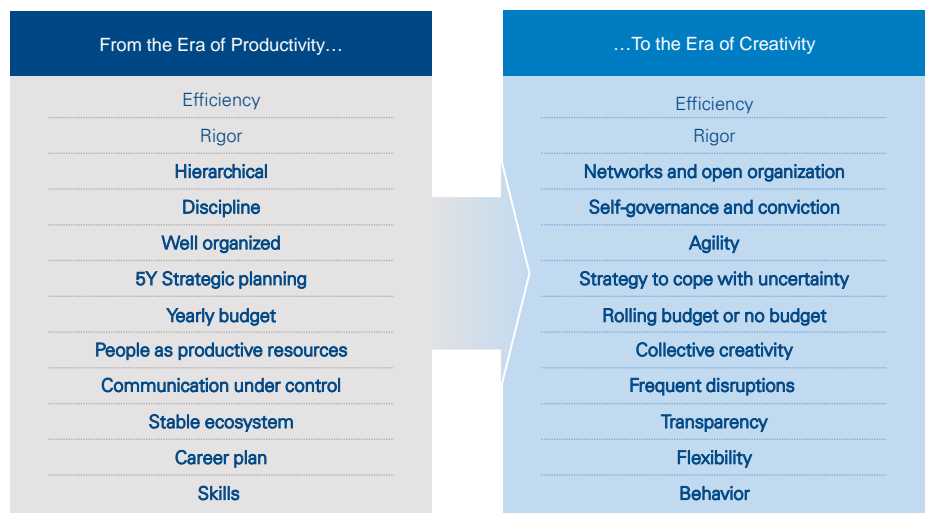 From the Era of Productivity…
Efficiency
Rigor
Hierarchical
Discipline
Well organized
5Y Strategic planning
Yearly budget
People as productive resources
Communication under control
Stable ecosystem
Career plan
Skills
…To the Era of Creativity
Efficiency
Rigor
Networks and open organization
Self-governance and conviction
Agility
Strategy to cope with uncertainty
Rolling budget or no budget
Collective creativity
Frequent disruptions
Transparency
Flexibility
Behavior